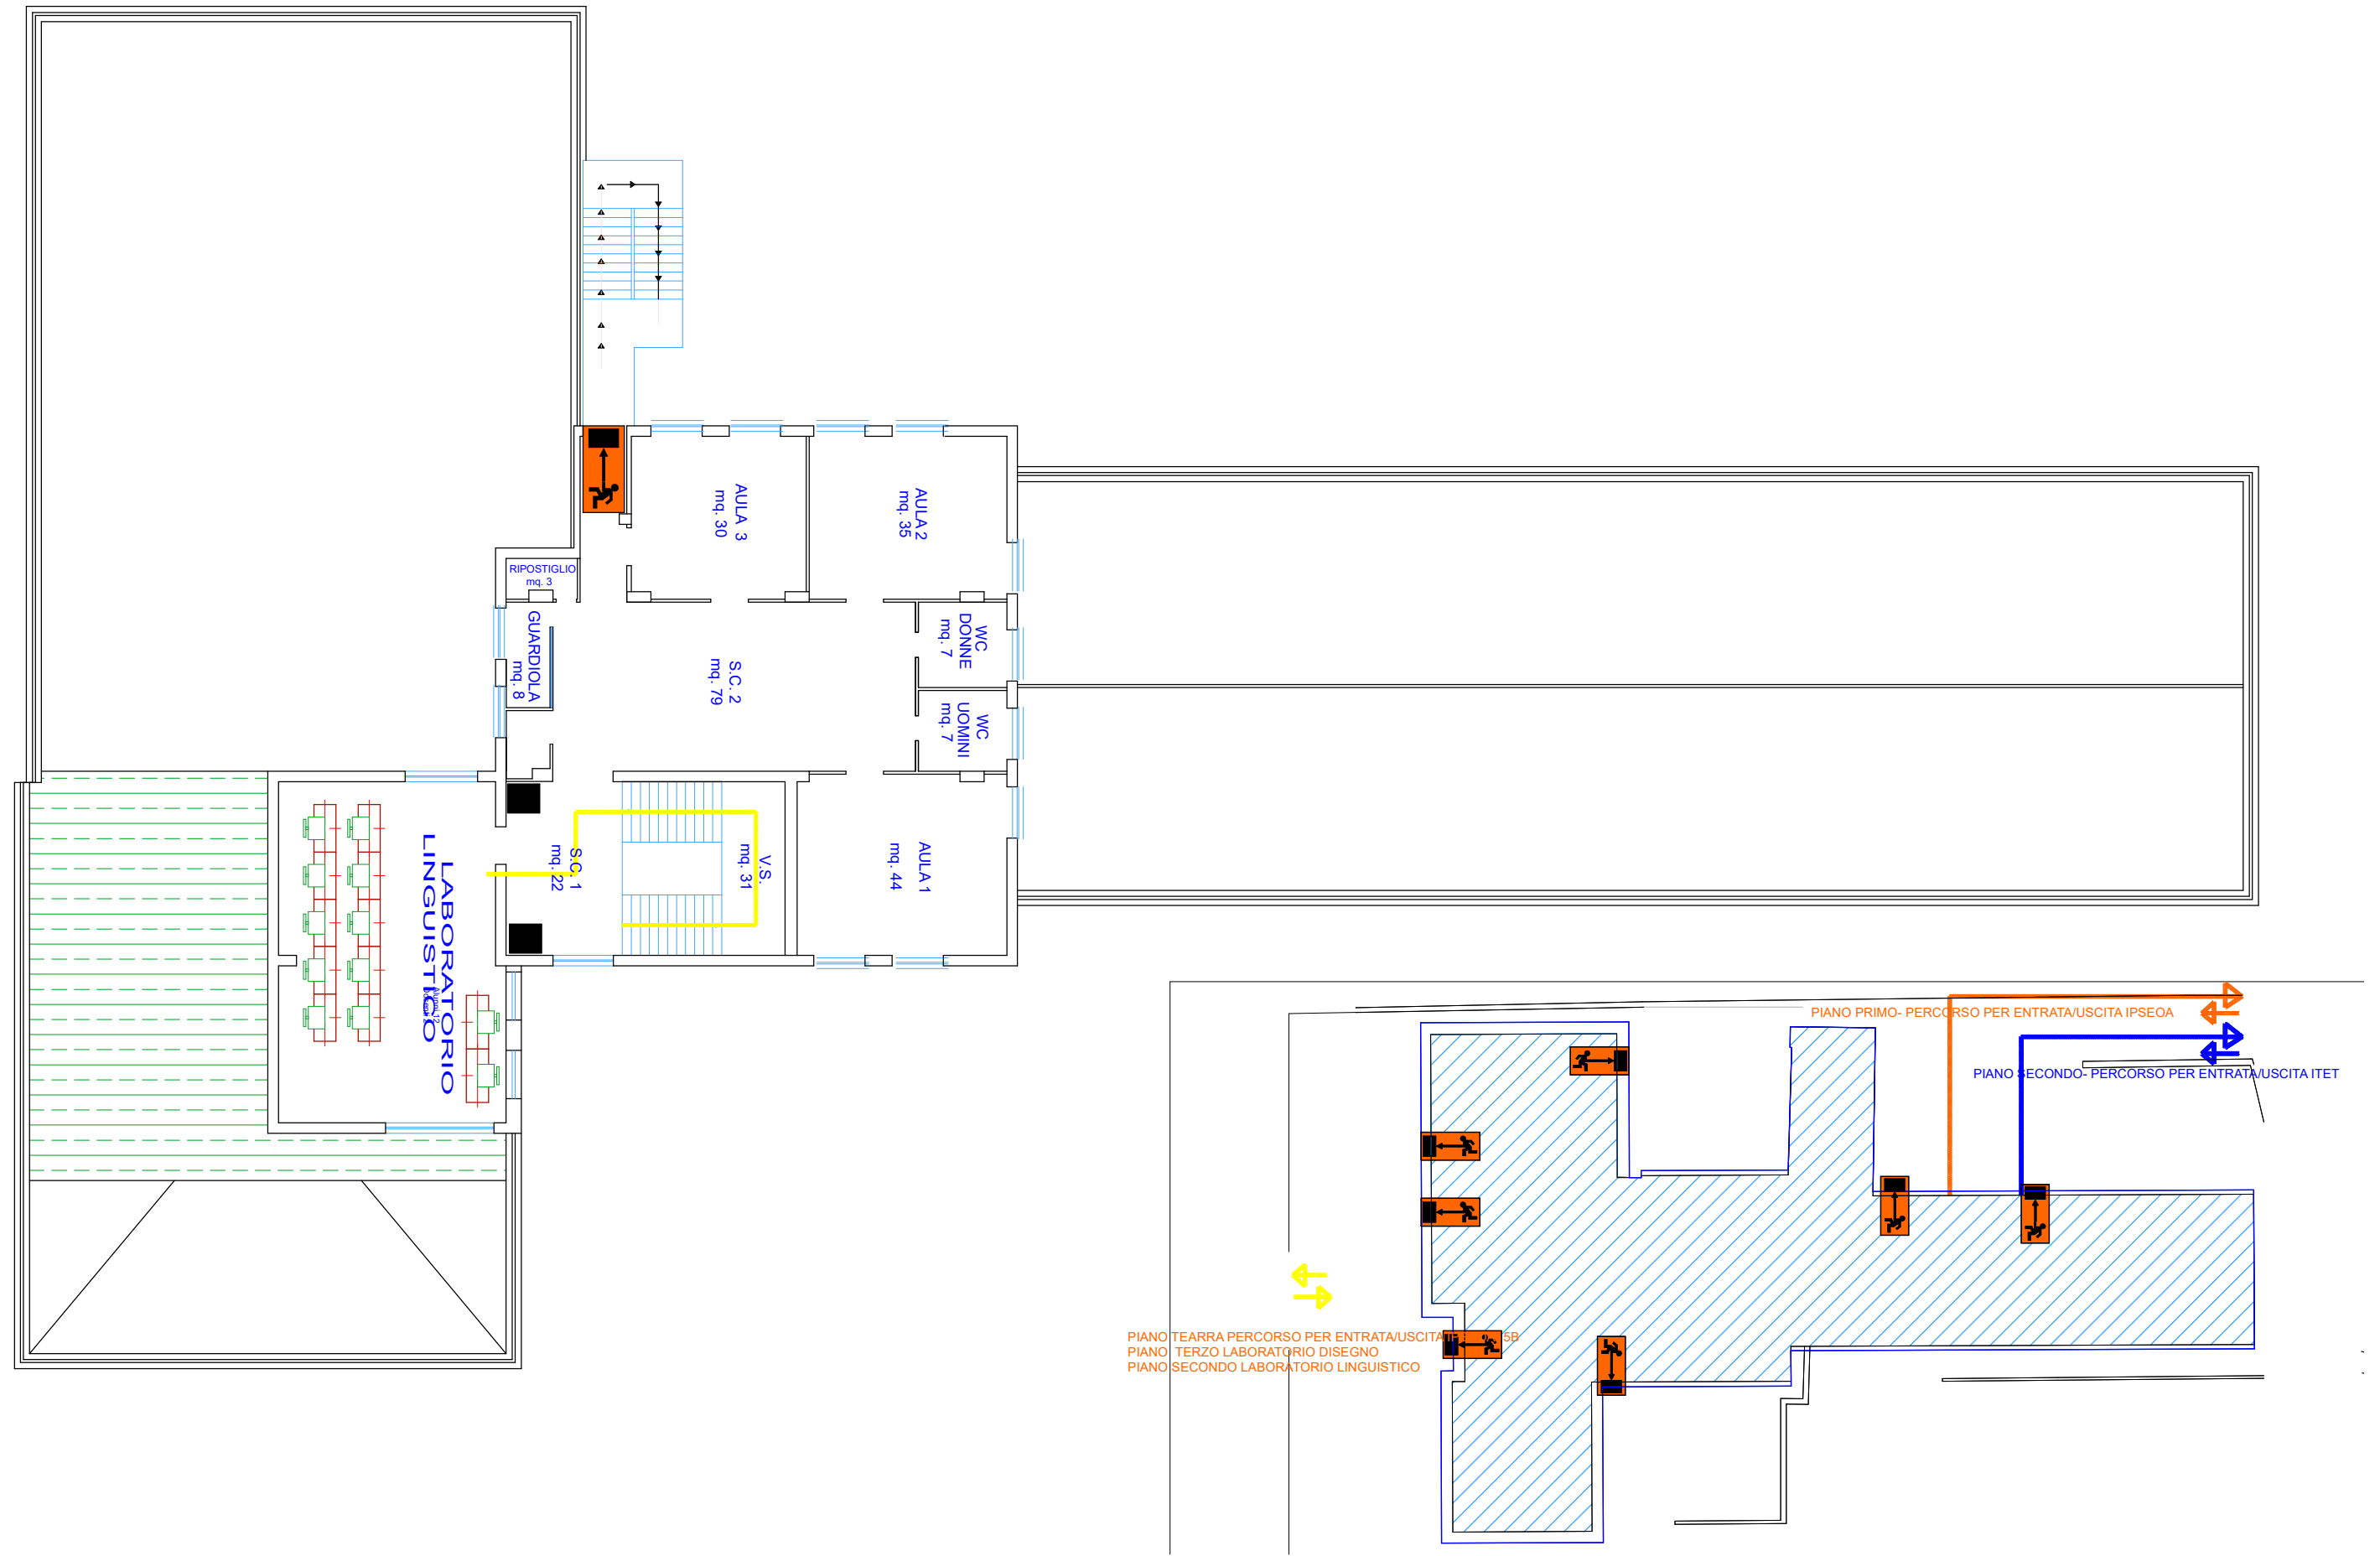 AULA 3
mq. 30
AULA 2
mq. 35
RIPOSTIGLIO
mq. 3
GUARDIOLA
mq. 8
S.C. 2
mq. 79
WC
DONNE
mq. 7
WC
UOMINI
mq. 7
S.C. 1
mq. 22
V.S.
mq. 31
AULA 1
mq. 44
LABORATORIO
LINGUISTICO
PIANO PRIMO- PERCORSO PER ENTRATA/USCITA IPSEOA
PIANO SECONDO- PERCORSO PER ENTRATA/USCITA ITET
PIANO TEARRA PERCORSO PER ENTRATA/USCITA 5B
PIANO TERZO LABORATORIO DISEGNO
PIANO SECONDO LABORATORIO LINGUISTICO